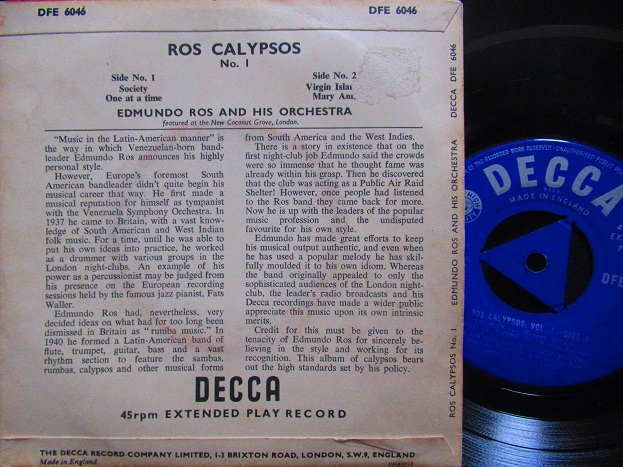 DFE 6046
DFE 6046
ROS CALYPSOS
No. 1
Side No. 1
Society
One at a time
Side No. 2
Virgin
Mary
EDMUNDO ROS AND HIS ORCHESTRA
featured at the New Coconut Grove, London.
"Music in the Latin-American manner" is
the way in which Venezuelan-born band-
leader Edmundo Ros announces his highly
personal style.
However, Europe's foremost South
American bandleader didn't quite begin his
musical career that way. He first made a
musical reputation for himself as tympanist
with the Venezuela Symphony Orchestra. In
1937 he came to Britain, with a vast know-
ledge of South American and West Indian
folk music. For a time, until he was able to
put his own ideas into practice, he worked
as a drummer with various groups in the
London night-clubs. An example of his
power as a percussionist may be judged from
his presence on the European recording
sessions held by the famous jazz pianist, Fats
Waller.
Edmundo Ros had, nevertheless, very
decided ideas on what had for too long been
dismissed in Britain as "rumba music." In
1940 he formed a Latin-American band of
flute, trumpet, guitar, bass and a vast
rhythm section to feature the sambas,
rumbas, calypsos and other musical forms
from South America and the West Indies.
There is a story in existence that on the
first night-club job Edmundo said the crowds
were so immense that he thought fame was
already within his grasp. Then he discovered
that the club was acting as a Public Air Raid
Shelter! However, once people had listened
to the Ros band they came back for more.
Now he is up with the leaders of the popular
music profession and the undisputed
favourite for his own style.
Edmundo has made great efforts to keep
his musical output authentic, and even when
he has used a popular melody he has skil-
fully moulded it to his own idiom. Whereas
the band originally appealed to only the
sophisticated audiences of the London night-
club, the leader's radio broadcasts and his
Decca recordings have made a wider public
appreciate this music upon its own intrinsic
merits.
Credit for this must be given to the
tenacity of Edmundo Ros for sincerely be-
lieving in the style and working for its
recognition. This album of calypsos bears
out the high standards set by his policy.
DECCA
45rpm EXTENDED PLAY RECORD
THE DECCA RECORD COMPANY LIMITED, 1-3 BRIXTON ROAD, LONDON, S.W.9, ENGLAND
Made in England.
ROS CALYPSOS No. 1 EDMUNDO ROS AND HIS ORCHESTRA DECCA DFE 6046
DECCA
MADE IN ENGLAND
DFE
ROS CALYPSOS, VOL.